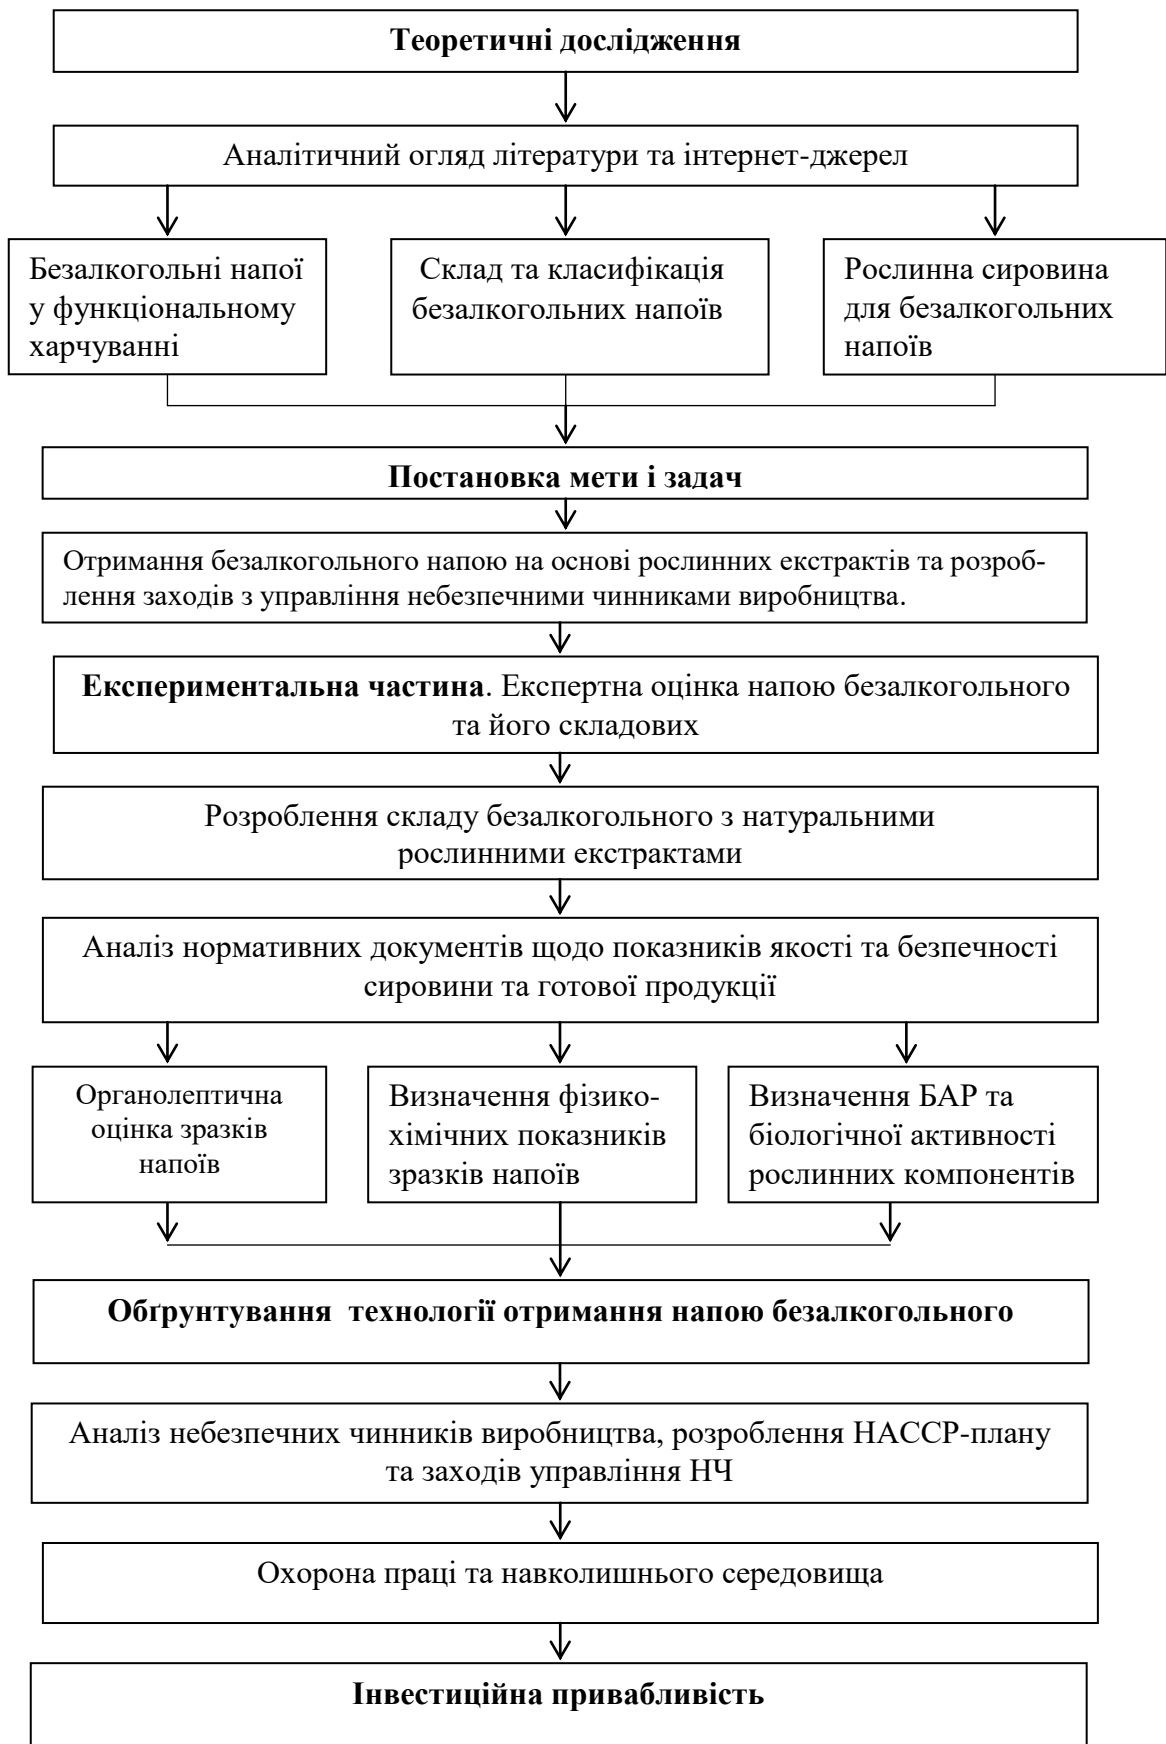 Теоретичні дослідження
Аналітичний огляд літератури та інтернет-джерел
Безалкогольні напої
у функціональному
харчуванні
Склад та класифікація
безалкогольних напоїв
Рослинна сировина
для безалкогольних
напоїв
Постановка мети і задач
Отримання безалкогольного напою на основі рослинних екстрактів та розроб-
лення заходів з управління небезпечними чинниками виробництва.
Експериментальна частина. Експертна оцінка напою безалкогольного
та його складових
Розроблення складу безалкогольного з натуральними
рослинними екстрактами
Аналіз нормативних документів щодо показників якості та безпечності
сировини та готової продукції
Органолептична
оцінка зразків
напоїв
Визначення фізико-
хімічних показників
зразків напоїв
Визначення БАР та
біологічної активності
рослинних компонентів
Обґрунтування технології отримання напою безалкогольного
Аналіз небезпечних чинників виробництва, розроблення НАССР-плану
та заходів управління НЧ
Охорона праці та навколишнього середовища
Інвестиційна привабливість